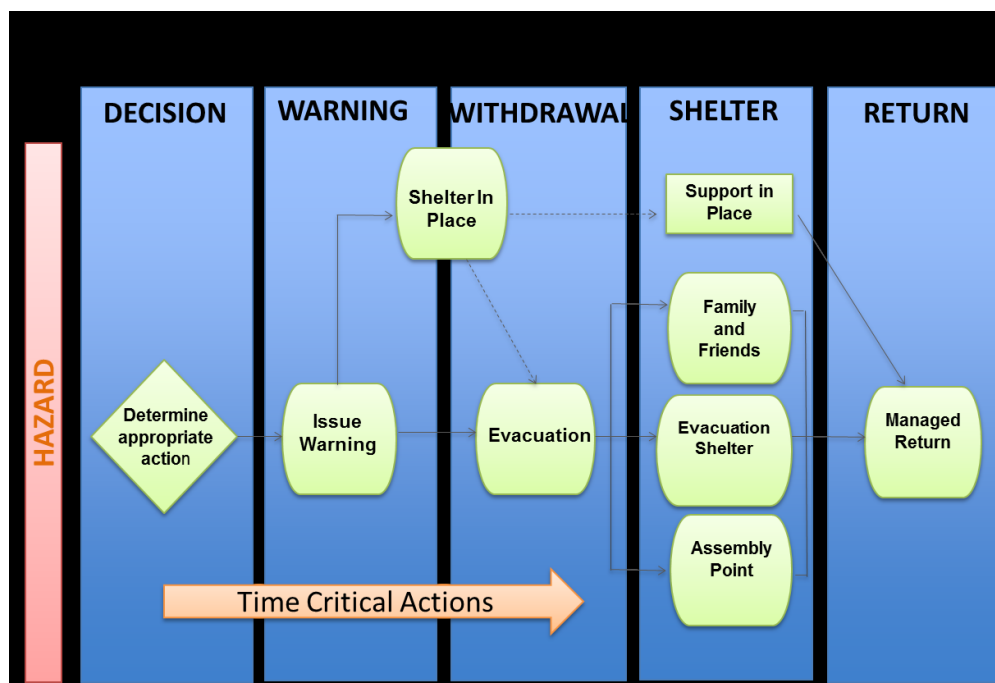 DECISION
WARNING
WITHDRAWAL
SHELTER
RETURN
HAZARD
Shelter In
Place
Support in
Place
Family
and
Friends
Determine
appropriate
action
Issue
Warning
Evacuation
Evacuation
Shelter
Managed
Return
Assembly
Point
Time Critical Actions